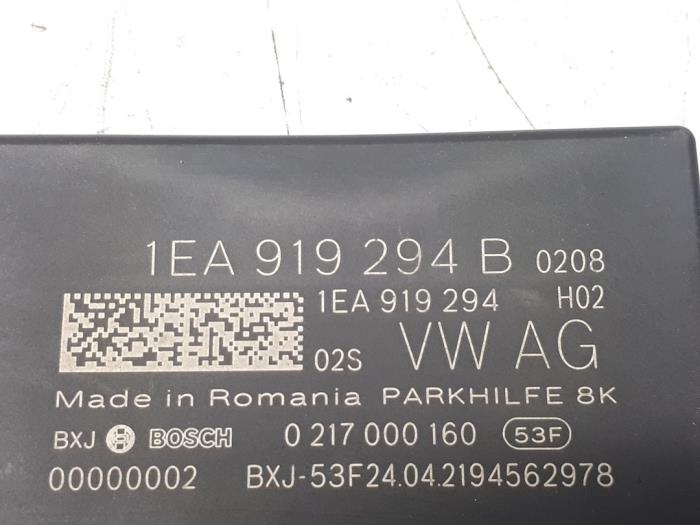 1EA 919 294 B 0208
1EA 919 294 H02
02S VW AG
Made in Romania PARKHILFE 8K
BXJ BOSCH 0 217 000 160 53F
00000002 BXJ-53F24.04.2194562978